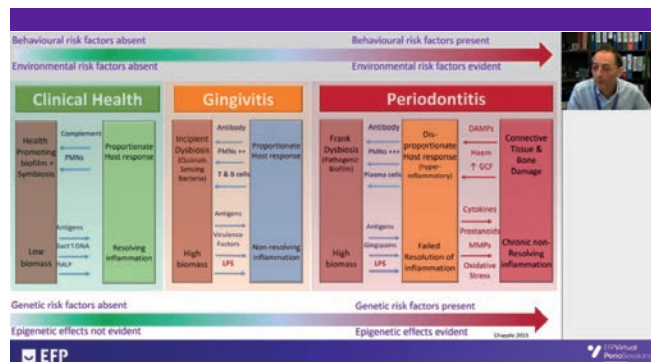 Behavioural risk factors absent
Behavioural risk factors present
Environmental risk factors absent
Environmental risk factors evident
Clinical Health
Gingivitis
Periodontitis
Health
Promoting
biofilm =
Symbiosis
Low
biomass
Complement
PMNs
Antigens
Bact'l DNA
fMLP
Proportionate
Host response
Resolving
inflammation
Incipient
Dysbiosis
(Quorum
Sensing
Bacteria)
High
biomass
Antibody
PMNs ++
T & B cells
Antigens
Virulence
Factors
LPS
Proportionate
Host response
Non-resolving
inflammation
Frank
Dysbiosis
(Pathogenic
Biofilm)
High
biomass
Antibody
PMNs +++
Plasma cells
Antigens
Gingipains
LPS
Dis-
proportionate
Host response
(hyper-
inflammatory)
Failed
Resolution of
inflammation
DAMPs
Haem
↑ GCF
Cytokines
Prostanoids
MMPs
Oxidative
Stress
Connective
Tissue &
Bone
Damage
Chronic non-
Resolving
inflammation
Genetic risk factors absent
Genetic risk factors present
Epigenetic effects not evident
Epigenetic effects evident
Chapple 2015
EFP
EFPVirtual
PerioSessions